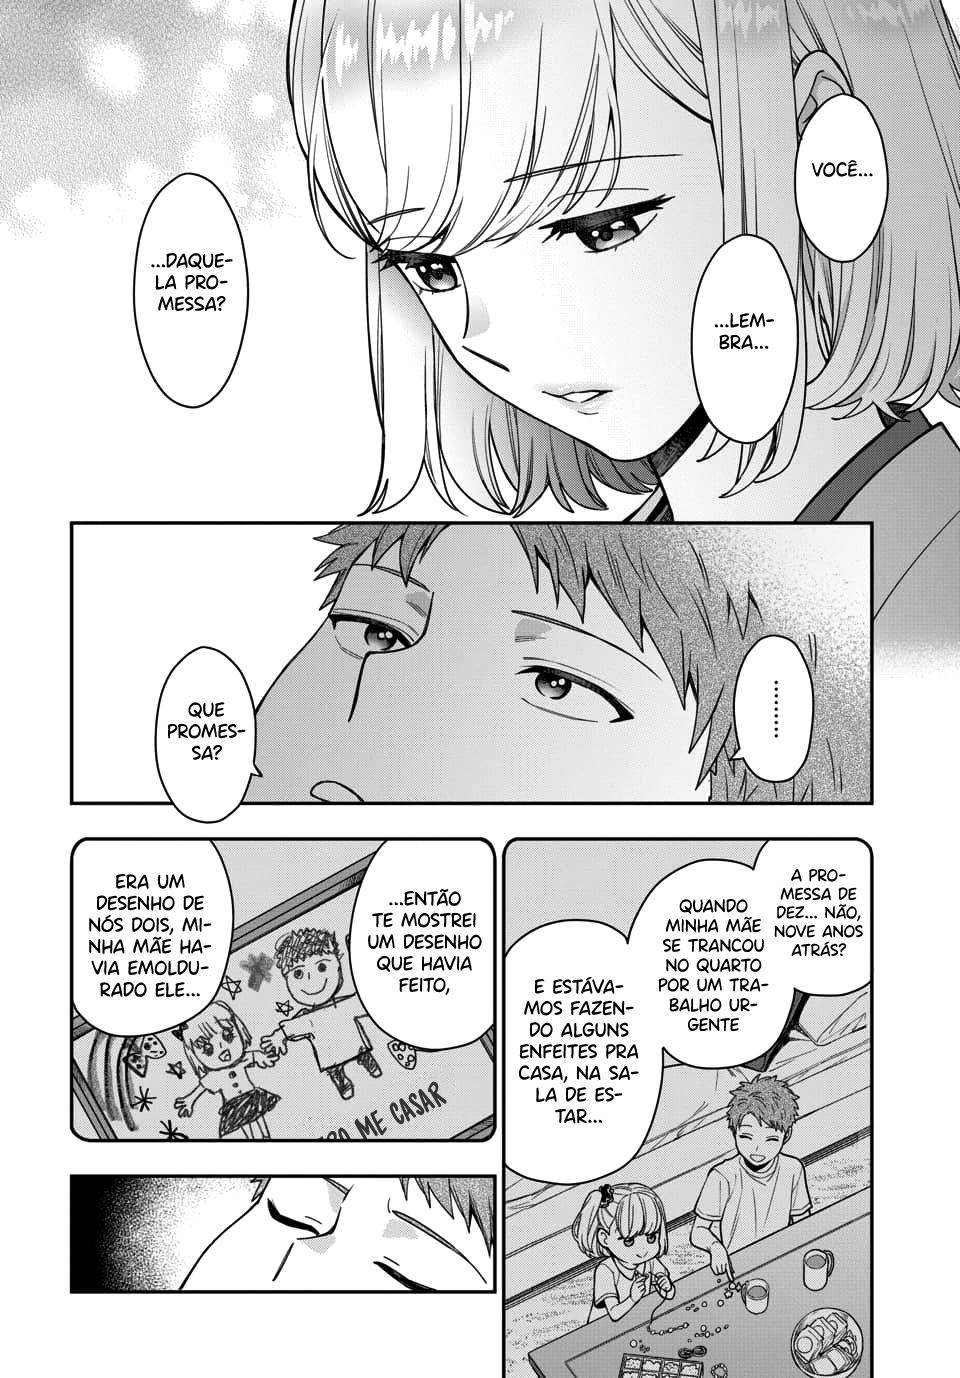 VOCÊ...
...LEM-
BRA...
...DAQUE-
LA PRO-
MESSA?
.........
QUE
PROMES-
SA?
A PRO-
MESSA DE
DEZ... NÃO,
NOVE ANOS
ATRÁS?
QUANDO
MINHA MÃE
SE TRANCOU
NO QUARTO
POR UM TRA-
BALHO UR-
GENTE
E ESTÁVA-
MOS FAZEN-
DO ALGUNS
ENFEITES PRA
CASA, NA SA-
LA DE ES-
TAR...
...ENTÃO
TE MOSTREI
UM DESENHO
QUE HAVIA
FEITO,
ERA UM
DESENHO DE
NÓS DOIS, MI-
NHA MÃE HA-
VIA EMOLDU-
RADO ELE...
ME CASAR